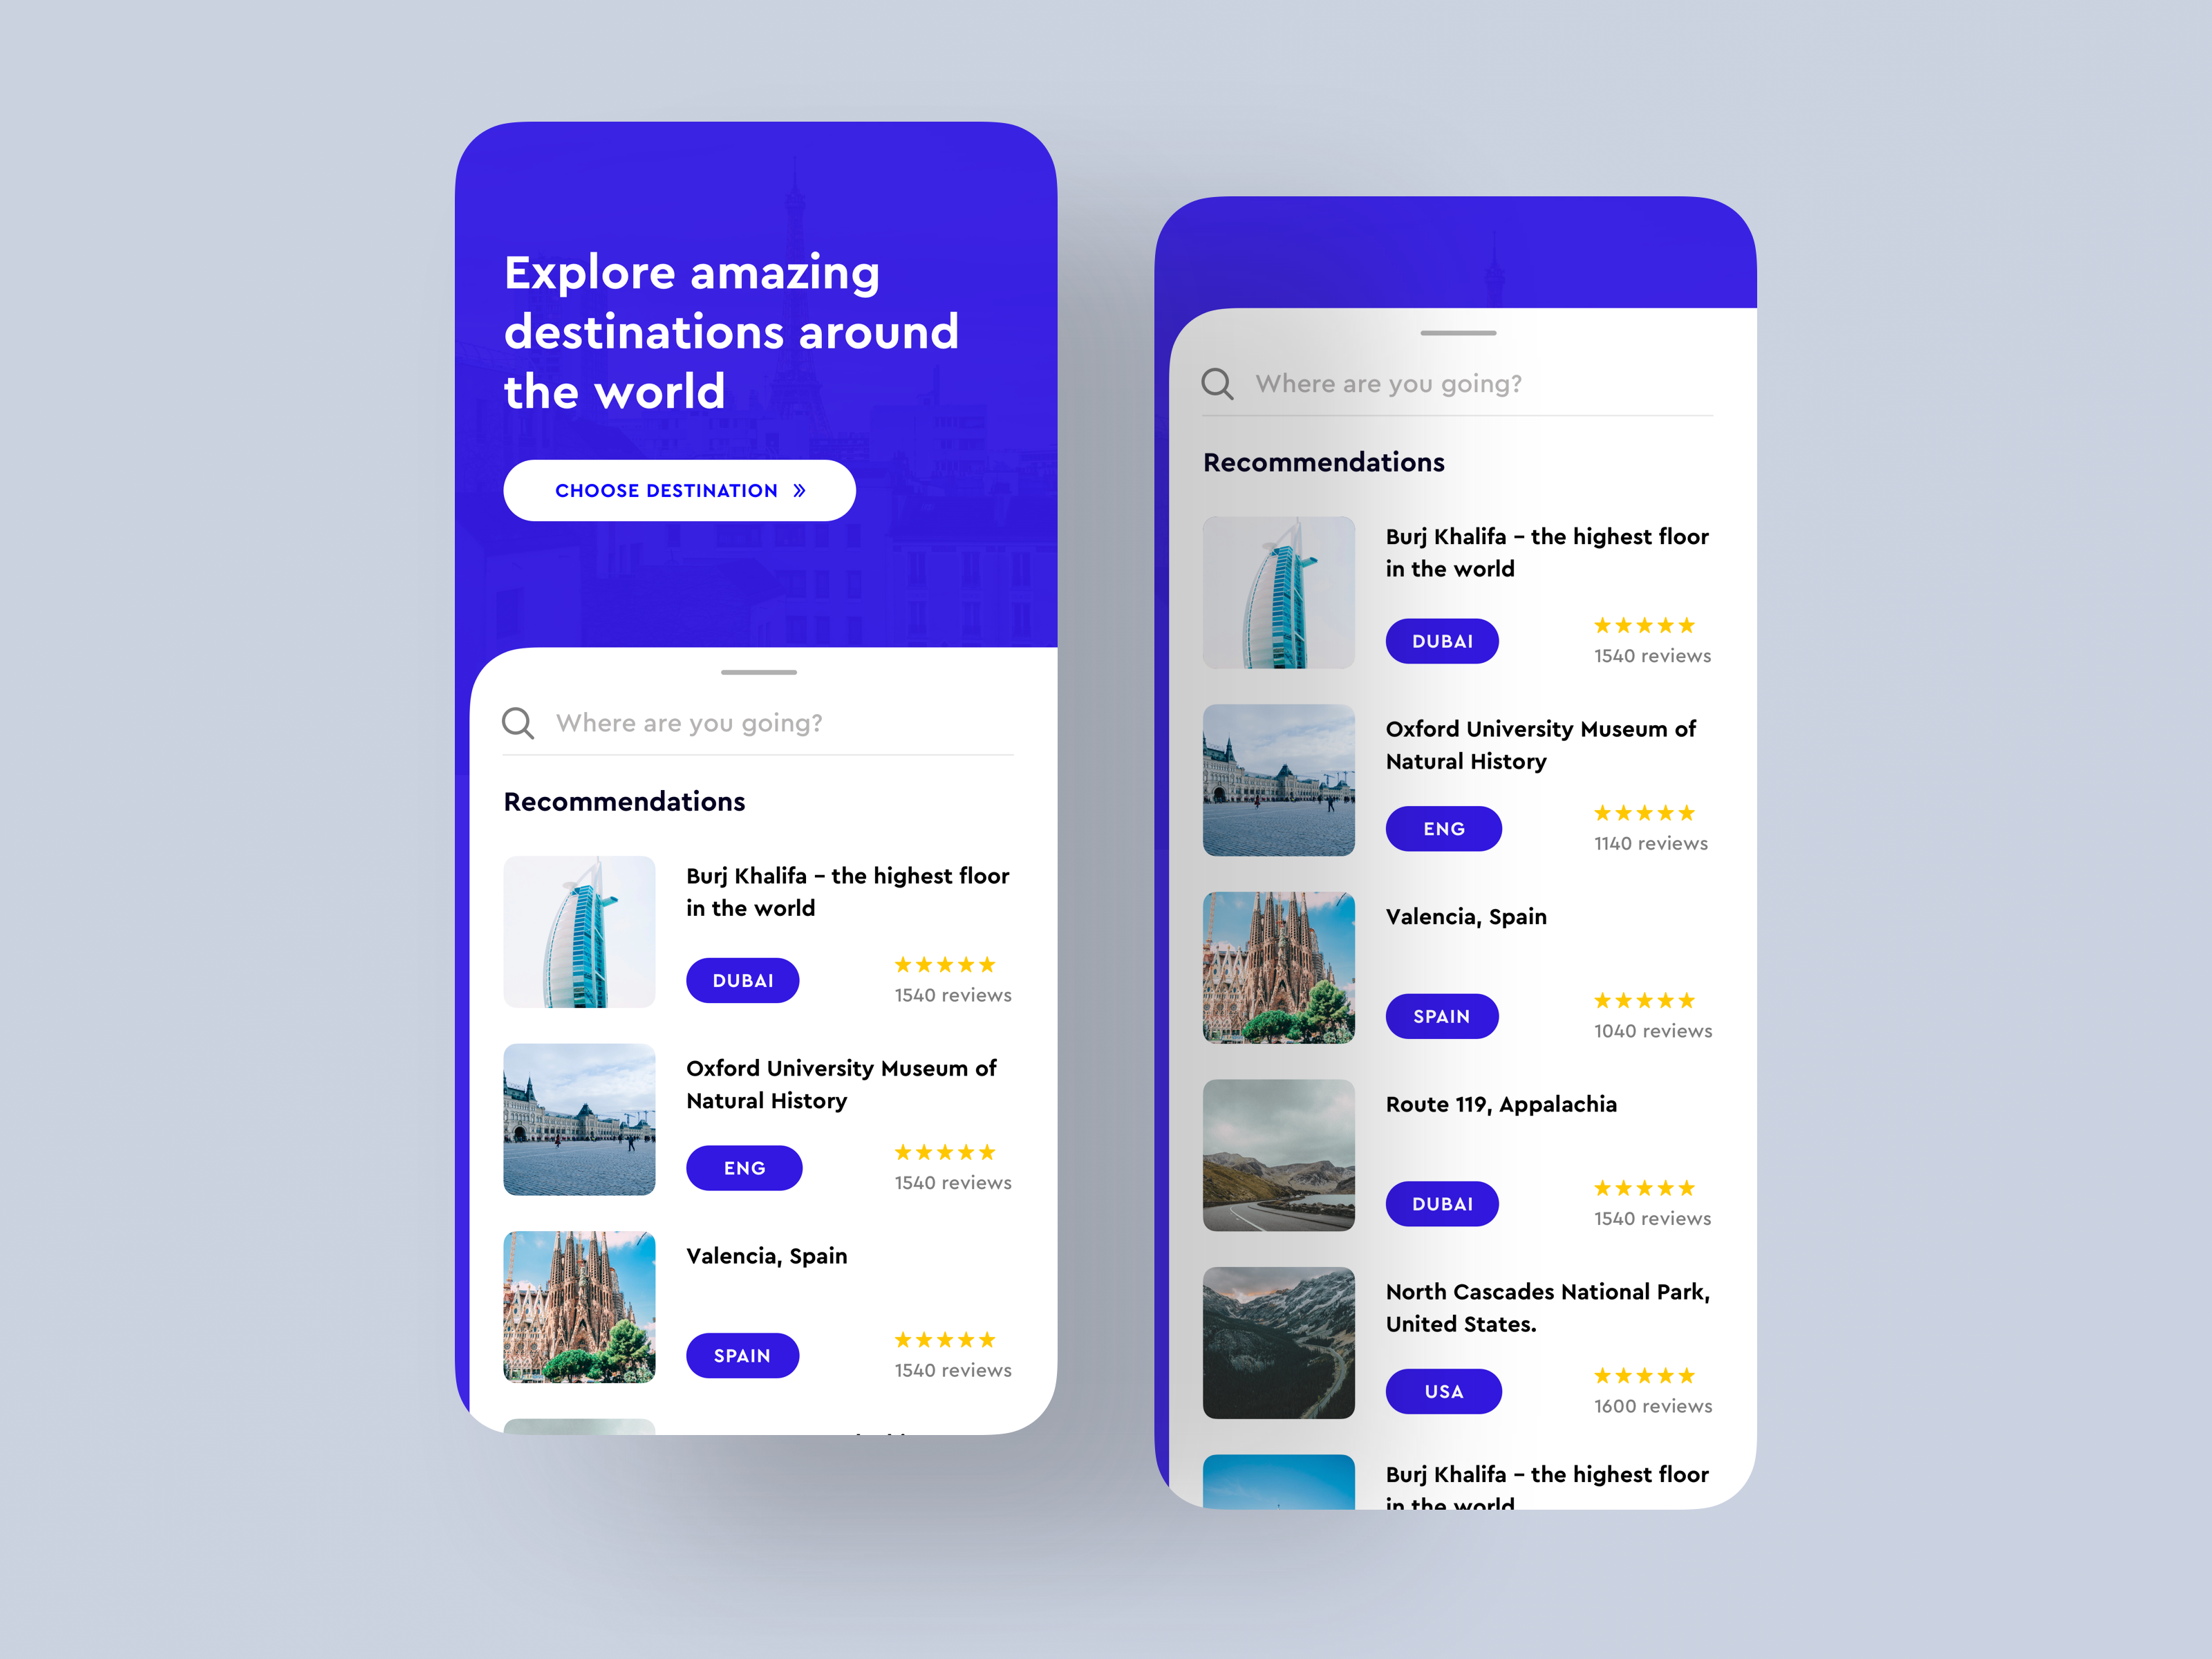 Explore amazing
destinations around
the world
CHOOSE DESTINATION »
Where are you going?
Recommendations
Burj Khalifa – the highest floor
in the world
DUBAI
1540 reviews
Oxford University Museum of
Natural History
ENG
1540 reviews
Valencia, Spain
SPAIN
1540 reviews
Where are you going?
Recommendations
Burj Khalifa – the highest floor
in the world
DUBAI
1540 reviews
Oxford University Museum of
Natural History
ENG
1140 reviews
Valencia, Spain
SPAIN
1040 reviews
Route 119, Appalachia
DUBAI
1540 reviews
North Cascades National Park,
United States.
USA
1600 reviews
Burj Khalifa – the highest floor
in the world